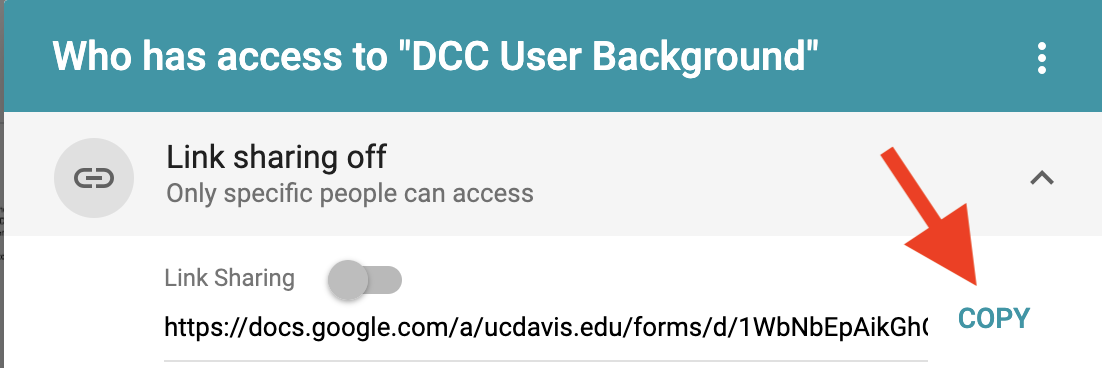 Who has access to "DCC User Background"
Link sharing off
Only specific people can access
Link Sharing
https://docs.google.com/a/ucdavis.edu/forms/d/1WbNbEpAikGh
COPY